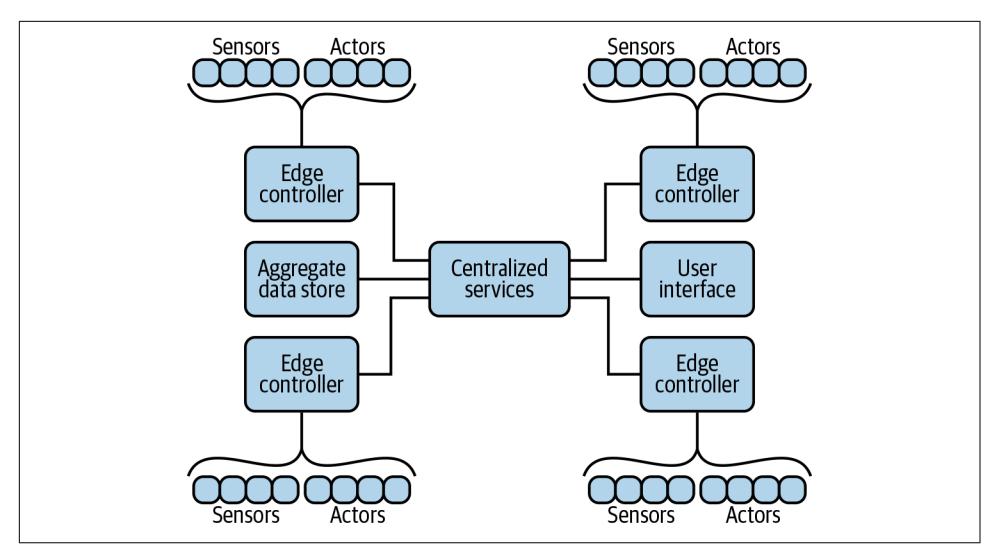 Sensors Actors
Sensors Actors
Edge
controller
Edge
controller
Aggregate
data store
Centralized
services
User
interface
Edge
controller
Edge
controller
Sensors Actors
Sensors Actors